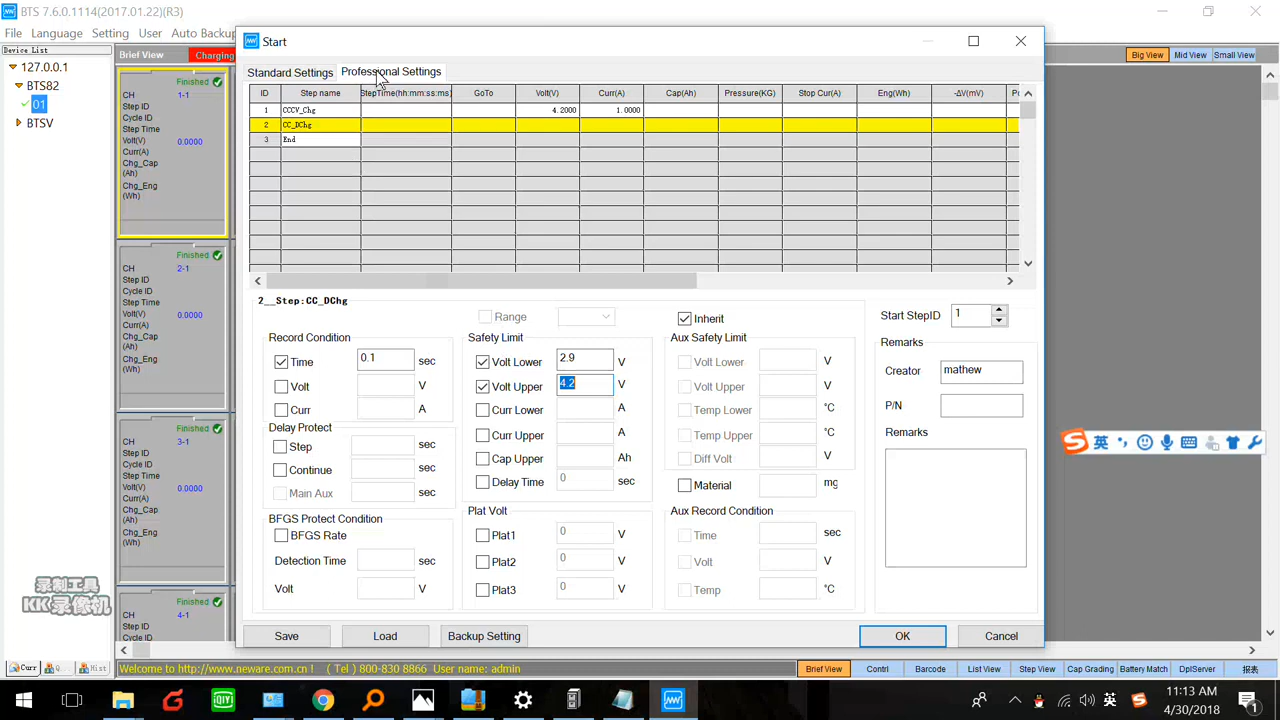 BTS 7.6.0.1114(2017.01.22)(R3)
File Language Setting User Auto Backup
Device List
127.0.0.1
BTS82
01
BTSV
Brief View Charging
Big View Mid View Small View
Finished
CH 1-1
Step ID
Cycle ID
Step Time
Volt(V) 0.0000
Curr(A)
Chg_Cap
(Ah)
Chg_Eng
(Wh)
Finished
CH 2-1
Step ID
Cycle ID
Step Time
Volt(V) 0.0000
Curr(A)
Chg_Cap
(Ah)
Chg_Eng
(Wh)
Finished
CH 3-1
Step ID
Cycle ID
Step Time
Volt(V) 0.0000
Curr(A)
Chg_Cap
(Ah)
Chg_Eng
(Wh)
Finished
CH 4-1
Step ID
Cycle ID
Start
Standard Settings Professional Settings
ID Step name StepTime(hh:mm:ss:ms) GoTo Volt(V) Curr(A) Cap(Ah) Pressure(KG) Stop Cur(A) Eng(Wh) -ΔV(mV)
1 CCCV_Chg 4.2000 1.0000
2 CC_DChg
3 End
2__Step:CC_DChg
Range
Inherit
Record Condition
Time 0.1 sec
Volt V
Curr A
Delay Protect
Step sec
Continue sec
Main Aux sec
BFGS Protect Condition
BFGS Rate
Detection Time sec
Volt V
Safety Limit
Volt Lower 2.9 V
Volt Upper 4.2 V
Curr Lower A
Curr Upper A
Cap Upper Ah
Delay Time 0 sec
Plat Volt
Plat1 0 V
Plat2 0 V
Plat3 0 V
Aux Safety Limit
Volt Lower V
Volt Upper V
Temp Lower °C
Temp Upper °C
Diff Volt V
Material mg
Aux Record Condition
Time sec
Volt V
Temp °C
Start StepID 1
Remarks
Creator mathew
P/N
Remarks
Save Load Backup Setting OK Cancel
英
录制工具
KK录像机
Curr Hist
Welcome to http://www.neware.com.cn ! ( Tel ) 800-830 8866 User name: admin
Brief View Contrl Barcode List View Step View Cap Grading Battery Match DplServer 报表
iQIYI
英
11:13 AM
4/30/2018
1